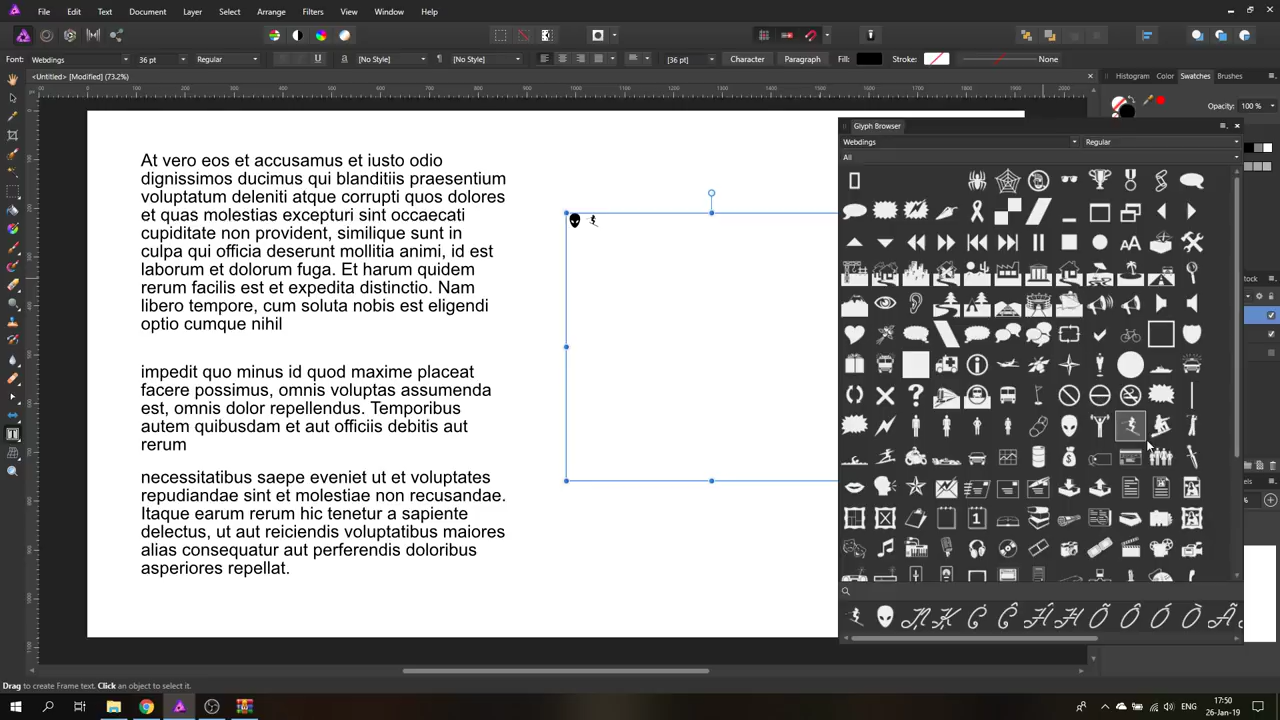 File Edit Text Document Layer Select Arrange Filters View Window Help
Font: Webdings 36 pt Regular U a [No Style] [No Style] [36 pt] Character Paragraph Fill: Stroke: None
<Untitled> [Modified] (73.2%)
Histogram Color Swatches Brushes
Opacity: 100 %
Glyph Browser
Webdings Regular
All
At vero eos et accusamus et iusto odio
dignissimos ducimus qui blanditiis praesentium
voluptatum deleniti atque corrupti quos dolores
et quas molestias excepturi sint occaecati
cupiditate non provident, similique sunt in
culpa qui officia deserunt mollitia animi, id est
laborum et dolorum fuga. Et harum quidem
rerum facilis est et expedita distinctio. Nam
libero tempore, cum soluta nobis est eligendi
optio cumque nihil
impedit quo minus id quod maxime placeat
facere possimus, omnis voluptas assumenda
est, omnis dolor repellendus. Temporibus
autem quibusdam et aut officiis debitis aut
rerum
necessitatibus saepe eveniet ut et voluptates
repudiandae sint et molestiae non recusandae.
Itaque earum rerum hic tenetur a sapiente
delectus, ut aut reiciendis voluptatibus maiores
alias consequatur aut perferendis doloribus
asperiores repellat.
Drag to create Frame text. Click an object to select it.
17:50
26-Jan-19